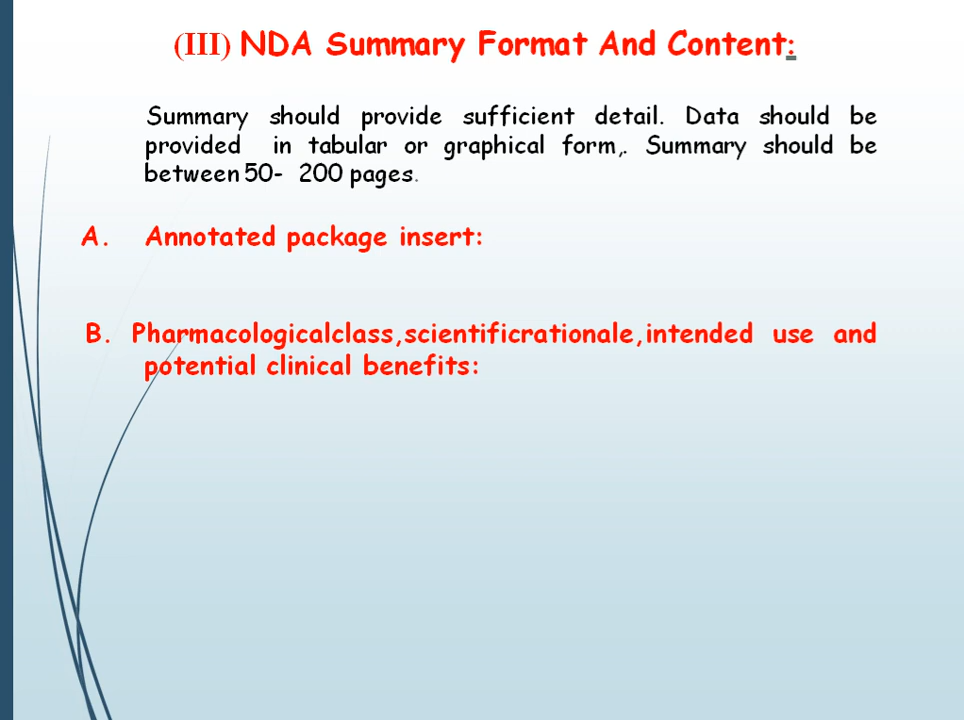 (III) NDA Summary Format And Content:
Summary should provide sufficient detail. Data should be
provided in tabular or graphical form,. Summary should be
between 50- 200 pages.
A. Annotated package insert:
B. Pharmacologicalclass,scientificrationale,intended use and
potential clinical benefits: